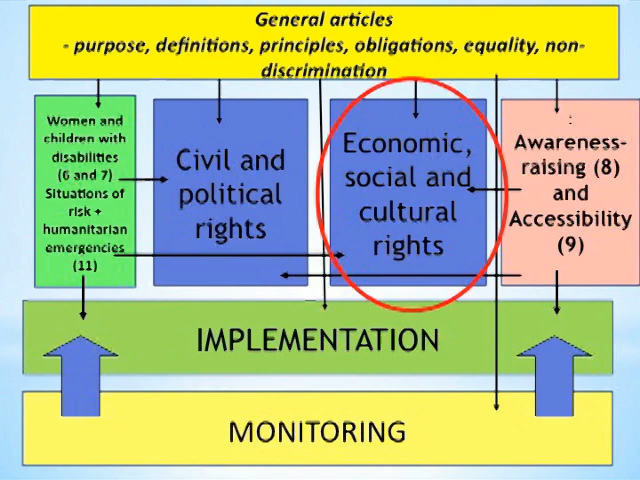 General articles
- purpose, definitions, principles, obligations, equality, non-
discrimination
Women and
children with
disabilities
(6 and 7)
Situations of
risk +
humanitarian
emergencies
(11)
Civil and
political
rights
Economic,
social and
cultural
rights
:
Awareness-
raising (8)
and
Accessibility
(9)
IMPLEMENTATION
MONITORING